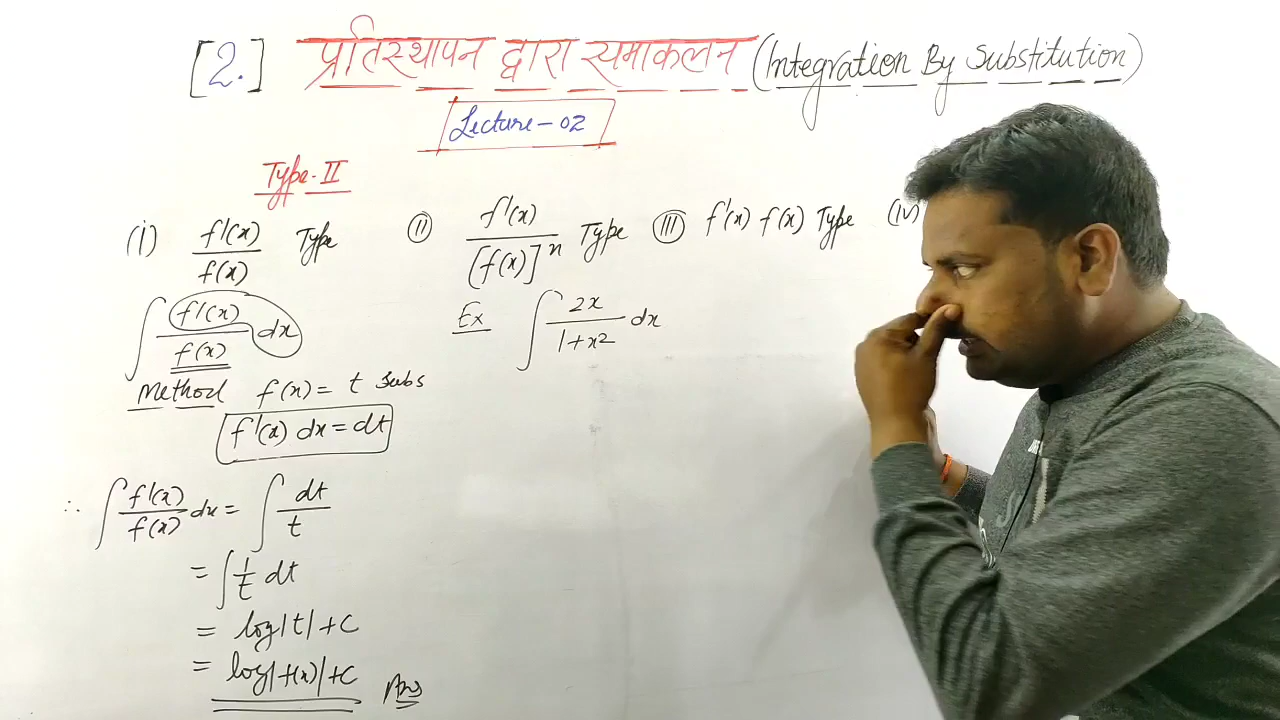 [2.] प्रतिस्थापन द्वारा समाकलन (Integration By Substitution)
Lecture-02
Type-II
(i) f'(x)/f(x) Type (II) f'(x)/[f(x)]^n Type (III) f'(x) f(x) Type (iv)
∫ f'(x)/f(x) dx
Ex ∫ 2x/(1+x²) dx
Method f(x) = t subs
f'(x) dx = dt
∴ ∫ f'(x)/f(x) dx = ∫ dt/t
= ∫ 1/t dt
= log|t| + C
= log|f(x)| + C Ans